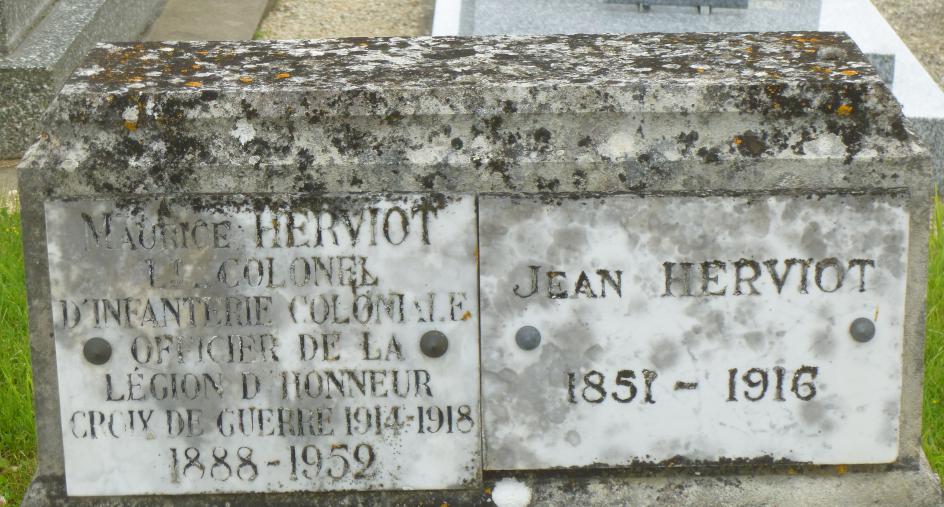 MAURICE HERVIOT
LT. COLONEL
D'INFANTERIE COLONIALE
OFFICIER DE LA
LÉGION D'HONNEUR
CROIX DE GUERRE 1914-1918
1888-1952
JEAN HERVIOT
1851 - 1916